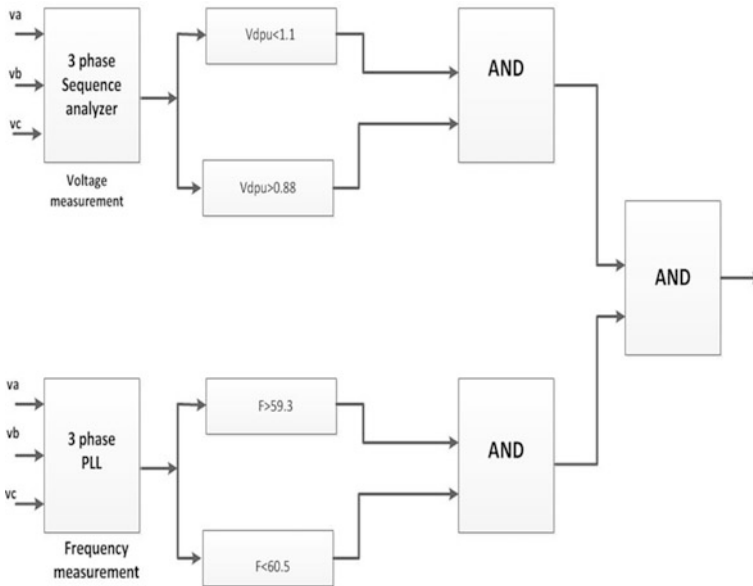 va
vb
vc
3 phase
Sequence
analyzer
Voltage
measurement
Vdpu<1.1
Vdpu>0.88
AND
AND
va
vb
vc
3 phase
PLL
Frequency
measurement
F>59.3
F<60.5
AND